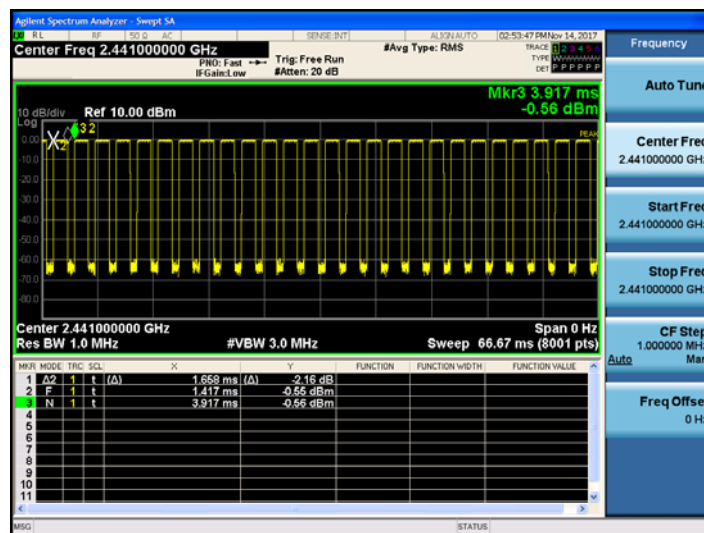 Agilent Spectrum Analyzer - Swept SA
RL RF 50 Ω AC SENSE:INT ALIGNAUTO 02:53:47 PM Nov 14, 2017
Center Freq 2.441000000 GHz #Avg Type: RMS TRACE 1 2 3 4 5 6
PNO: Fast Trig: Free Run TYPE
IFGain:Low #Atten: 20 dB DET P P P P P P
Mkr3 3.917 ms
-0.56 dBm
10 dB/div Ref 10.00 dBm
Log
0.00
-10.0
-20.0
-30.0
-40.0
-50.0
-60.0
-70.0
-80.0
X 2 3 2
PEAK
Center 2.441000000 GHz Span 0 Hz
Res BW 1.0 MHz #VBW 3.0 MHz Sweep 66.67 ms (8001 pts)
MKR MODE TRC SCL X Y FUNCTION FUNCTION WIDTH FUNCTION VALUE
1 Δ2 1 t (Δ) 1.658 ms (Δ) -2.16 dB
2 F 1 t 1.417 ms -0.55 dBm
3 N 1 t 3.917 ms -0.56 dBm
4
5
6
7
8
9
10
11
MSG STATUS
Frequency
Auto Tune
Center Freq
2.441000000 GHz
Start Freq
2.441000000 GHz
Stop Freq
2.441000000 GHz
CF Step
1.000000 MHz
Auto Man
Freq Offset
0 Hz